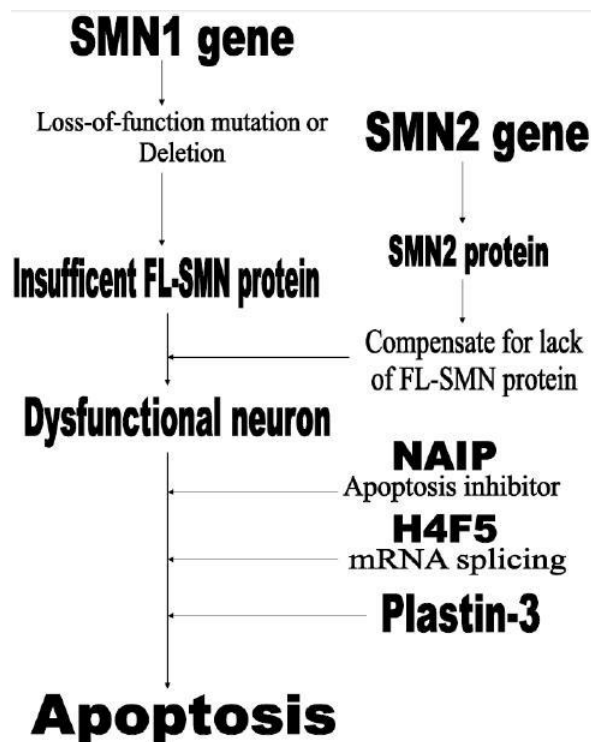 SMN1 gene
Loss-of-function mutation or
Deletion
SMN2 gene
SMN2 protein
Insufficent FL-SMN protein
Compensate for lack
of FL-SMN protein
Dysfunctional neuron
NAIP
Apoptosis inhibitor
H4F5
mRNA splicing
Plastin-3
Apoptosis